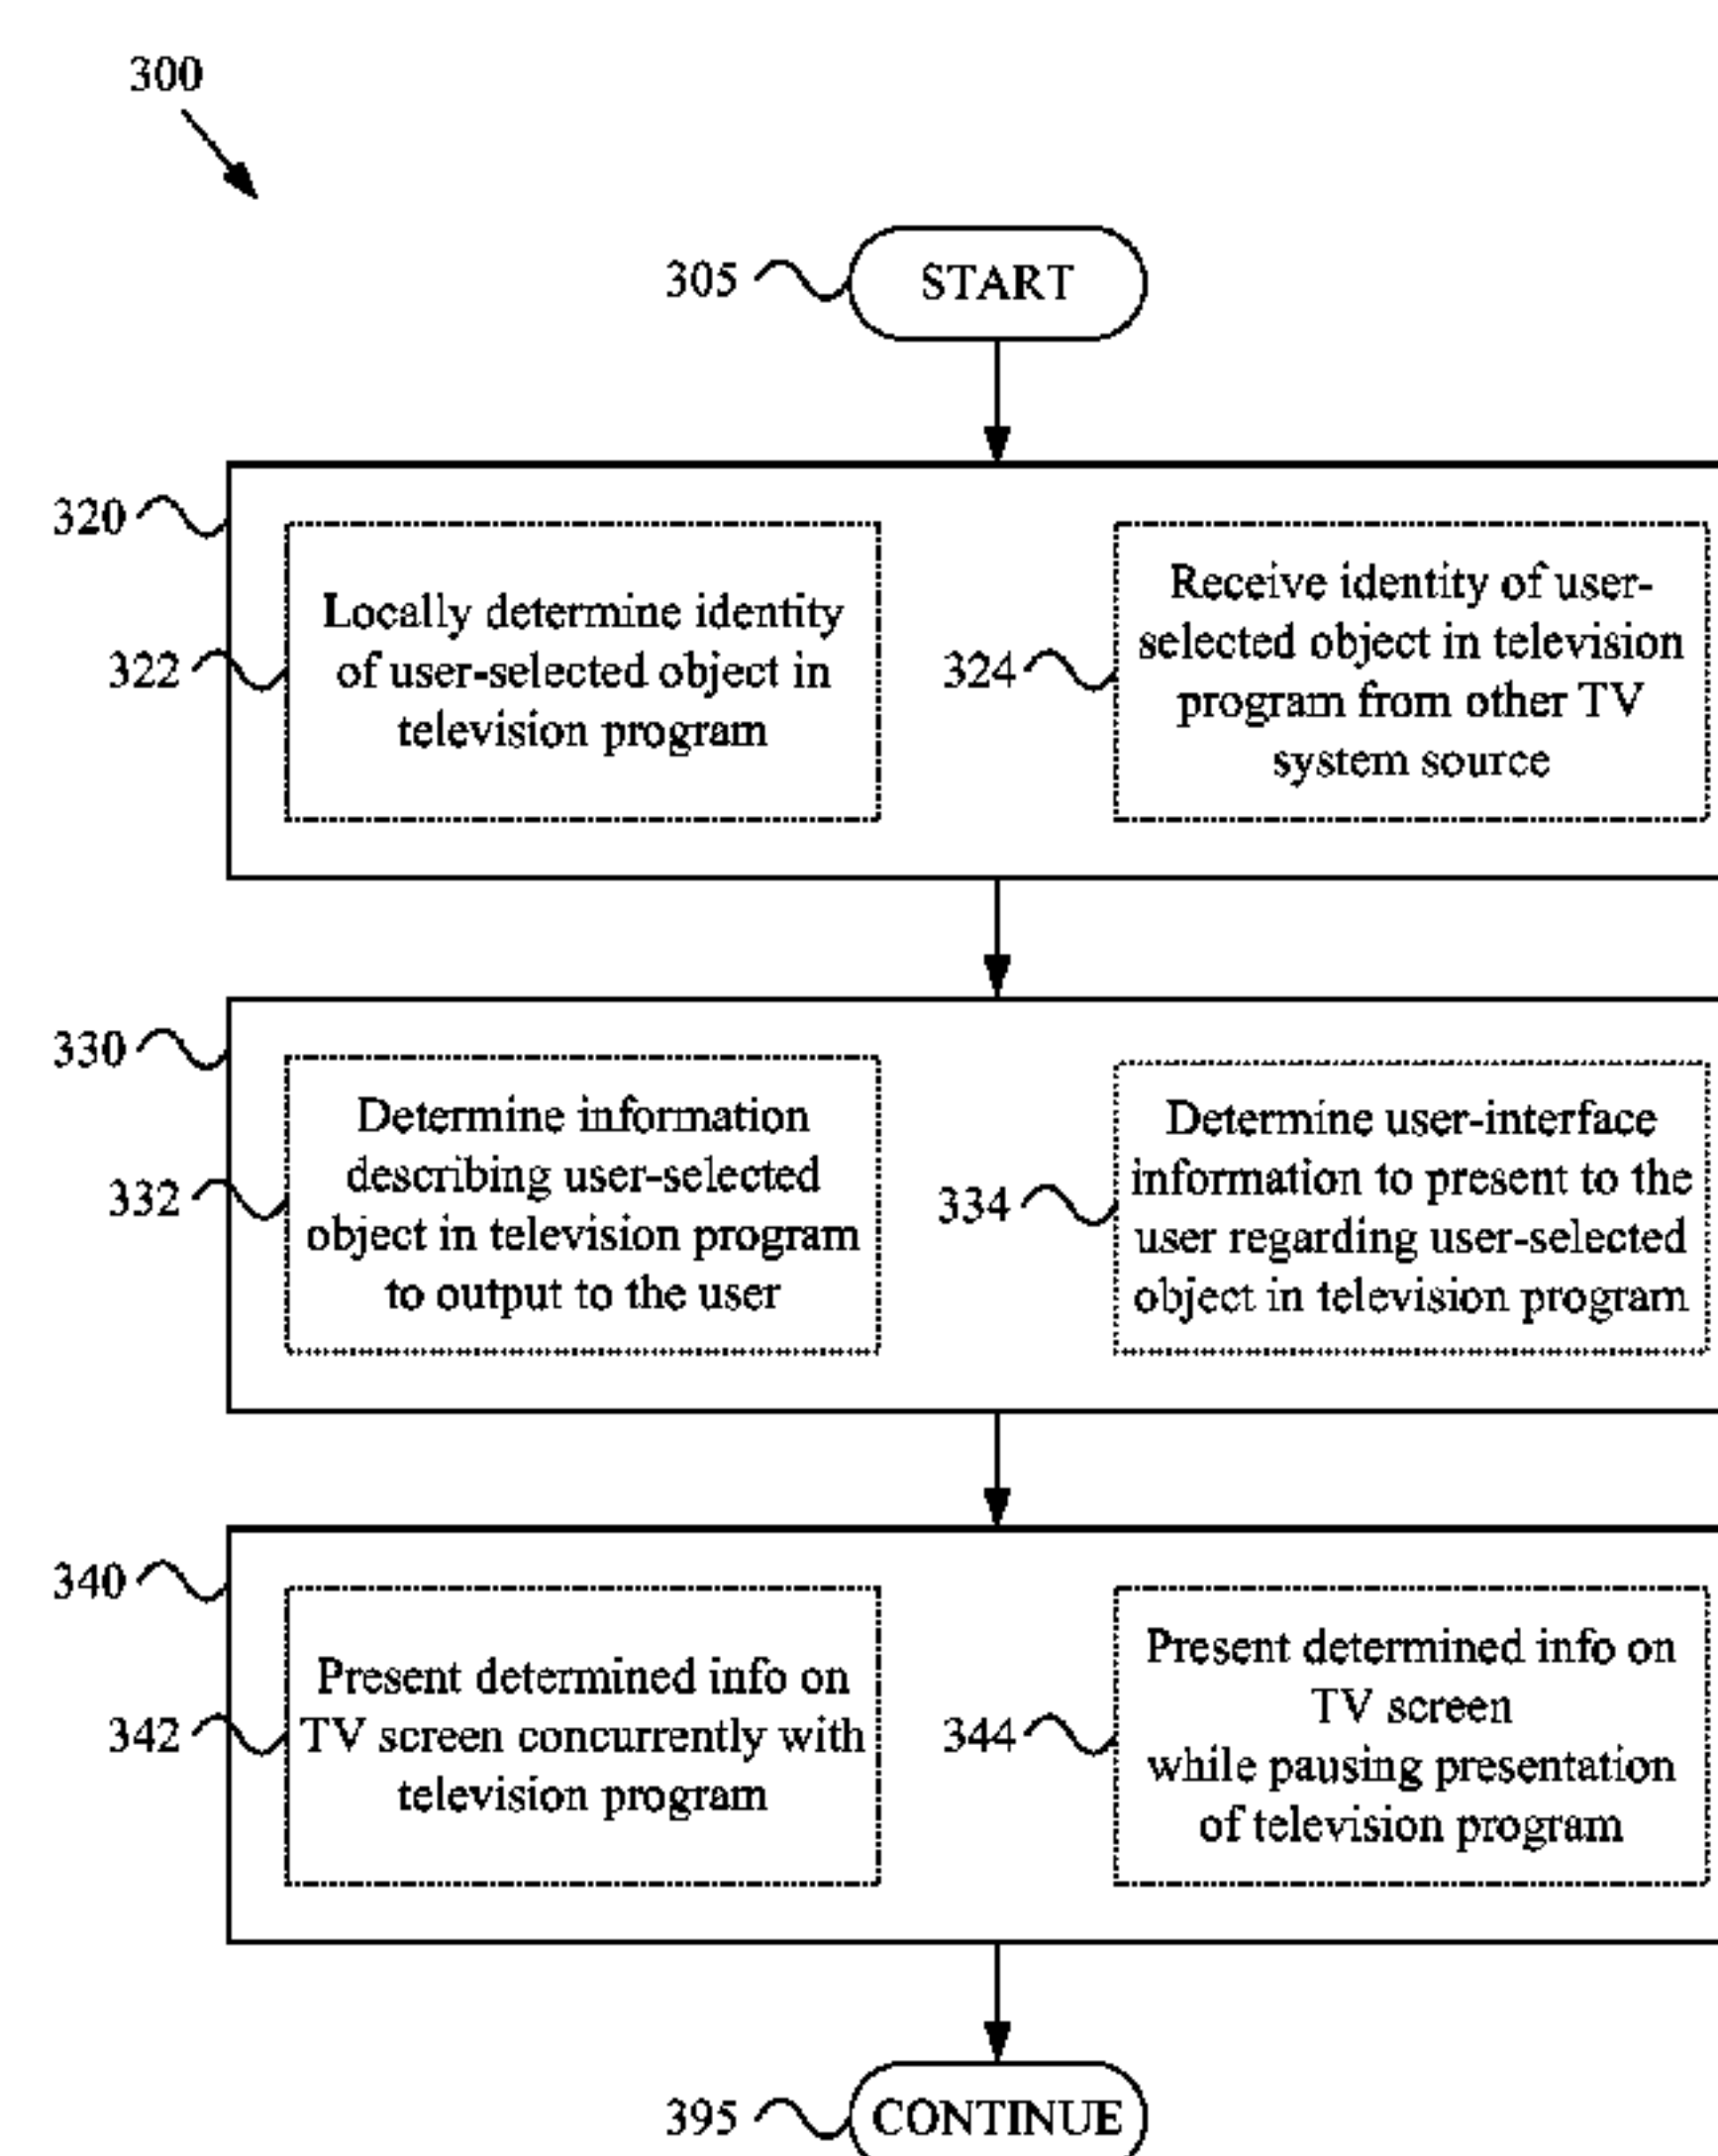 300
305
START
320
322
Locally determine identity
of user-selected object in
television program
324
Receive identity of user-
selected object in television
program from other TV
system source
330
332
Determine information
describing user-selected
object in television program
to output to the user
334
Determine user-interface
information to present to the
user regarding user-selected
object in television program
340
342
Present determined info on
TV screen concurrently with
television program
344
Present determined info on
TV screen
while pausing presentation
of television program
395
CONTINUE